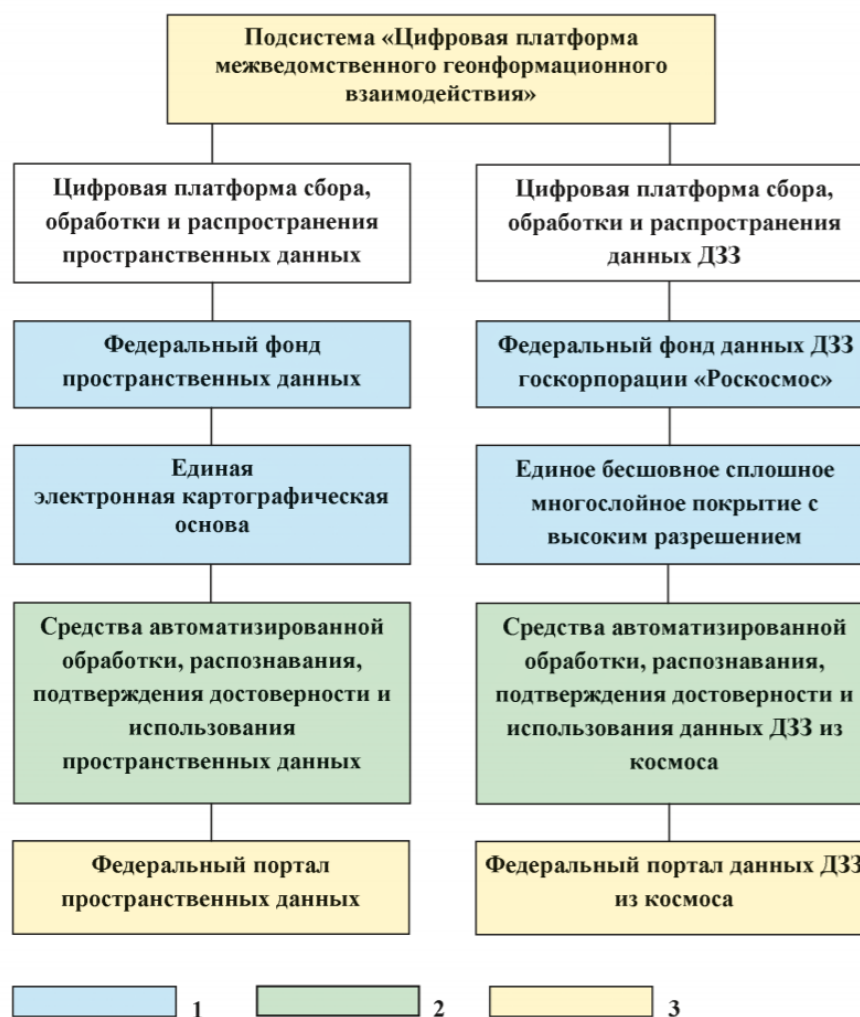 Подсистема «Цифровая платформа
межведомственного геонформационного
взаимодействия»
Цифровая платформа сбора,
обработки и распространения
пространственных данных
Цифровая платформа сбора,
обработки и распространения
данных ДЗЗ
Федеральный фонд
пространственных данных
Федеральный фонд данных ДЗЗ
госкорпорации «Роскосмос»
Единая
электронная картографическая
основа
Единое бесшовное сплошное
многослойное покрытие с
высоким разрешением
Средства автоматизированной
обработки, распознавания,
подтверждения достоверности и
использования
пространственных данных
Средства автоматизированной
обработки, распознавания,
подтверждения достоверности и
использования данных ДЗЗ из
космоса
Федеральный портал
пространственных данных
Федеральный портал данных ДЗЗ
из космоса
1
2
3